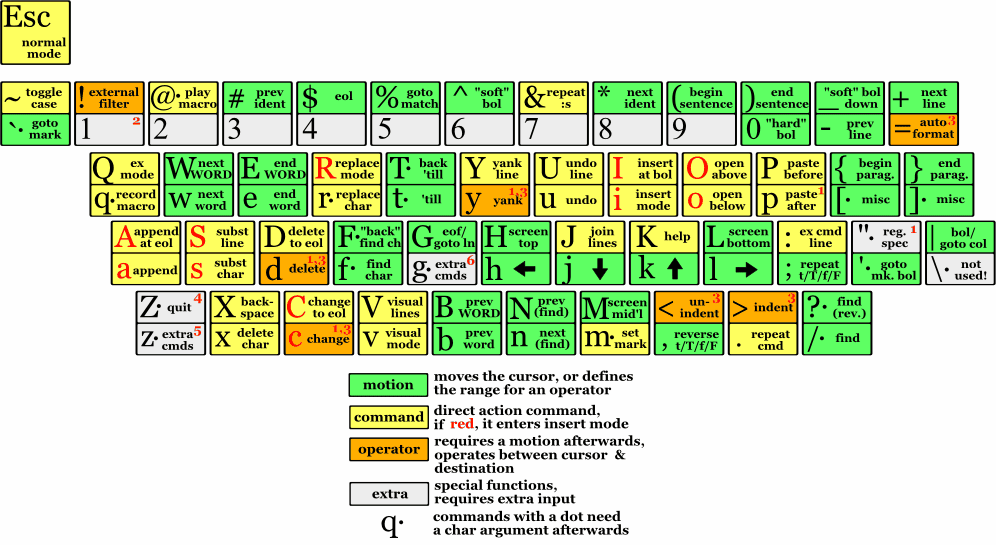 Esc
normal
mode
~ toggle
case
! external
filter
@· play
macro
# prev
ident
$ eol
% goto
match
^ "soft"
bol
& repeat
:s
* next
ident
( begin
sentence
) end
sentence
_ "soft" bol
down
+ next
line
`· goto
mark
1 2
2
3
4
5
6
7
8
9
0 "hard"
bol
- prev
line
= auto 3
format
Q ex
mode
W next
WORD
E end
WORD
R replace
mode
T· back
'till
Y yank
line
U undo
line
I insert
at bol
O open
above
P paste
before
{ begin
parag.
} end
parag.
q· record
macro
w next
word
e end
word
r· replace
char
t· 'till
y yank 1,3
u undo
i insert
mode
o open
below
p paste 1
after
[· misc
]· misc
A append
at eol
S subst
line
D delete
to eol
F· "back"
find ch
G eof/
goto ln
H screen
top
J join
lines
K help
L screen
bottom
: ex cmd
line
"· reg. 1
spec
| bol/
goto col
a append
s subst
char
d delete 1,3
f· find
char
g· extra 6
cmds
h ←
j ↓
k ↑
l →
; repeat
t/T/f/F
'· goto
mk. bol
\· not
used!
Z· quit 4
X back-
space
C change
to eol
V visual
lines
B prev
WORD
N prev
(find)
M screen
mid'l
< un- 3
indent
> indent 3
?· find
(rev.)
z· extra 5
cmds
x delete
char
c change 1,3
v visual
mode
b prev
word
n next
(find)
m· set
mark
, reverse
t/T/f/F
. repeat
cmd
/· find
motion moves the cursor, or defines
the range for an operator
command direct action command,
if red, it enters insert mode
operator requires a motion afterwards,
operates between cursor &
destination
extra special functions,
requires extra input
q· commands with a dot need
a char argument afterwards